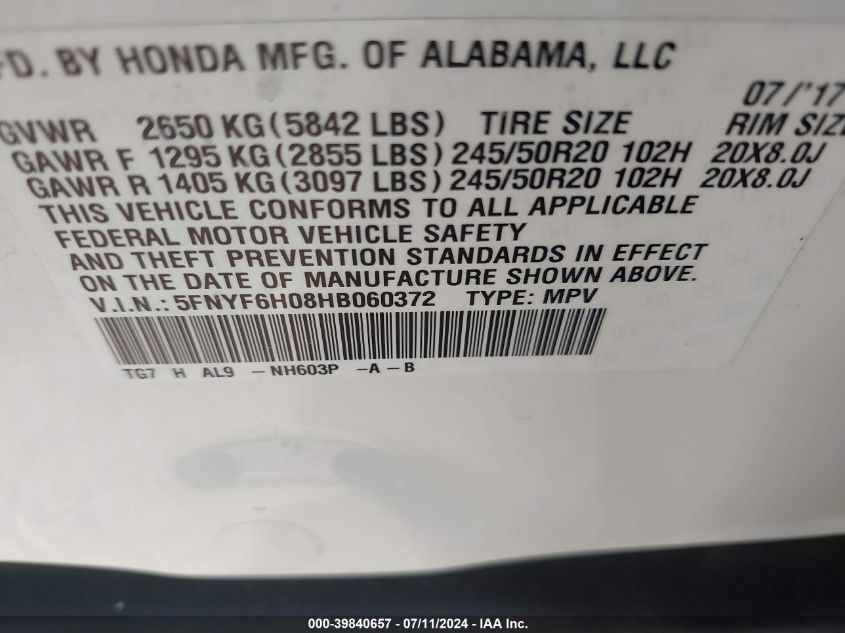 FD. BY HONDA MFG. OF ALABAMA, LLC
07/'17
GVWR 2650 KG (5842 LBS) TIRE SIZE RIM SIZE
GAWR F 1295 KG (2855 LBS) 245/50R20 102H 20X8.0J
GAWR R 1405 KG (3097 LBS) 245/50R20 102H 20X8.0J
THIS VEHICLE CONFORMS TO ALL APPLICABLE
FEDERAL MOTOR VEHICLE SAFETY
AND THEFT PREVENTION STANDARDS IN EFFECT
ON THE DATE OF MANUFACTURE SHOWN ABOVE.
V.I.N.: 5FNYF6H08HB060372 TYPE: MPV
TG7 H AL9 -NH603P -A-B
000-39840657 - 07/11/2024 - IAA Inc.